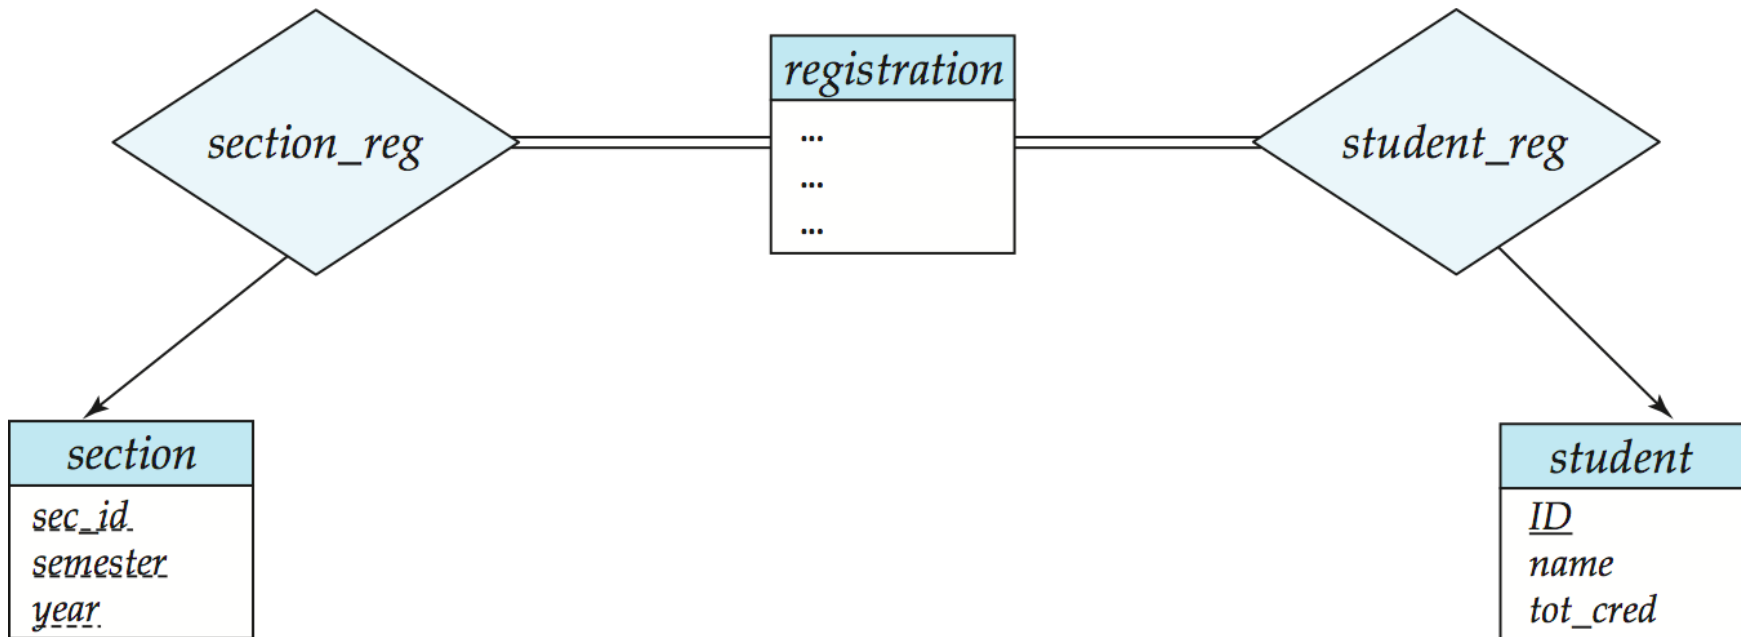 section_reg
registration
...
...
...
student_reg
section
sec_id
semester
year
student
ID
name
tot_cred